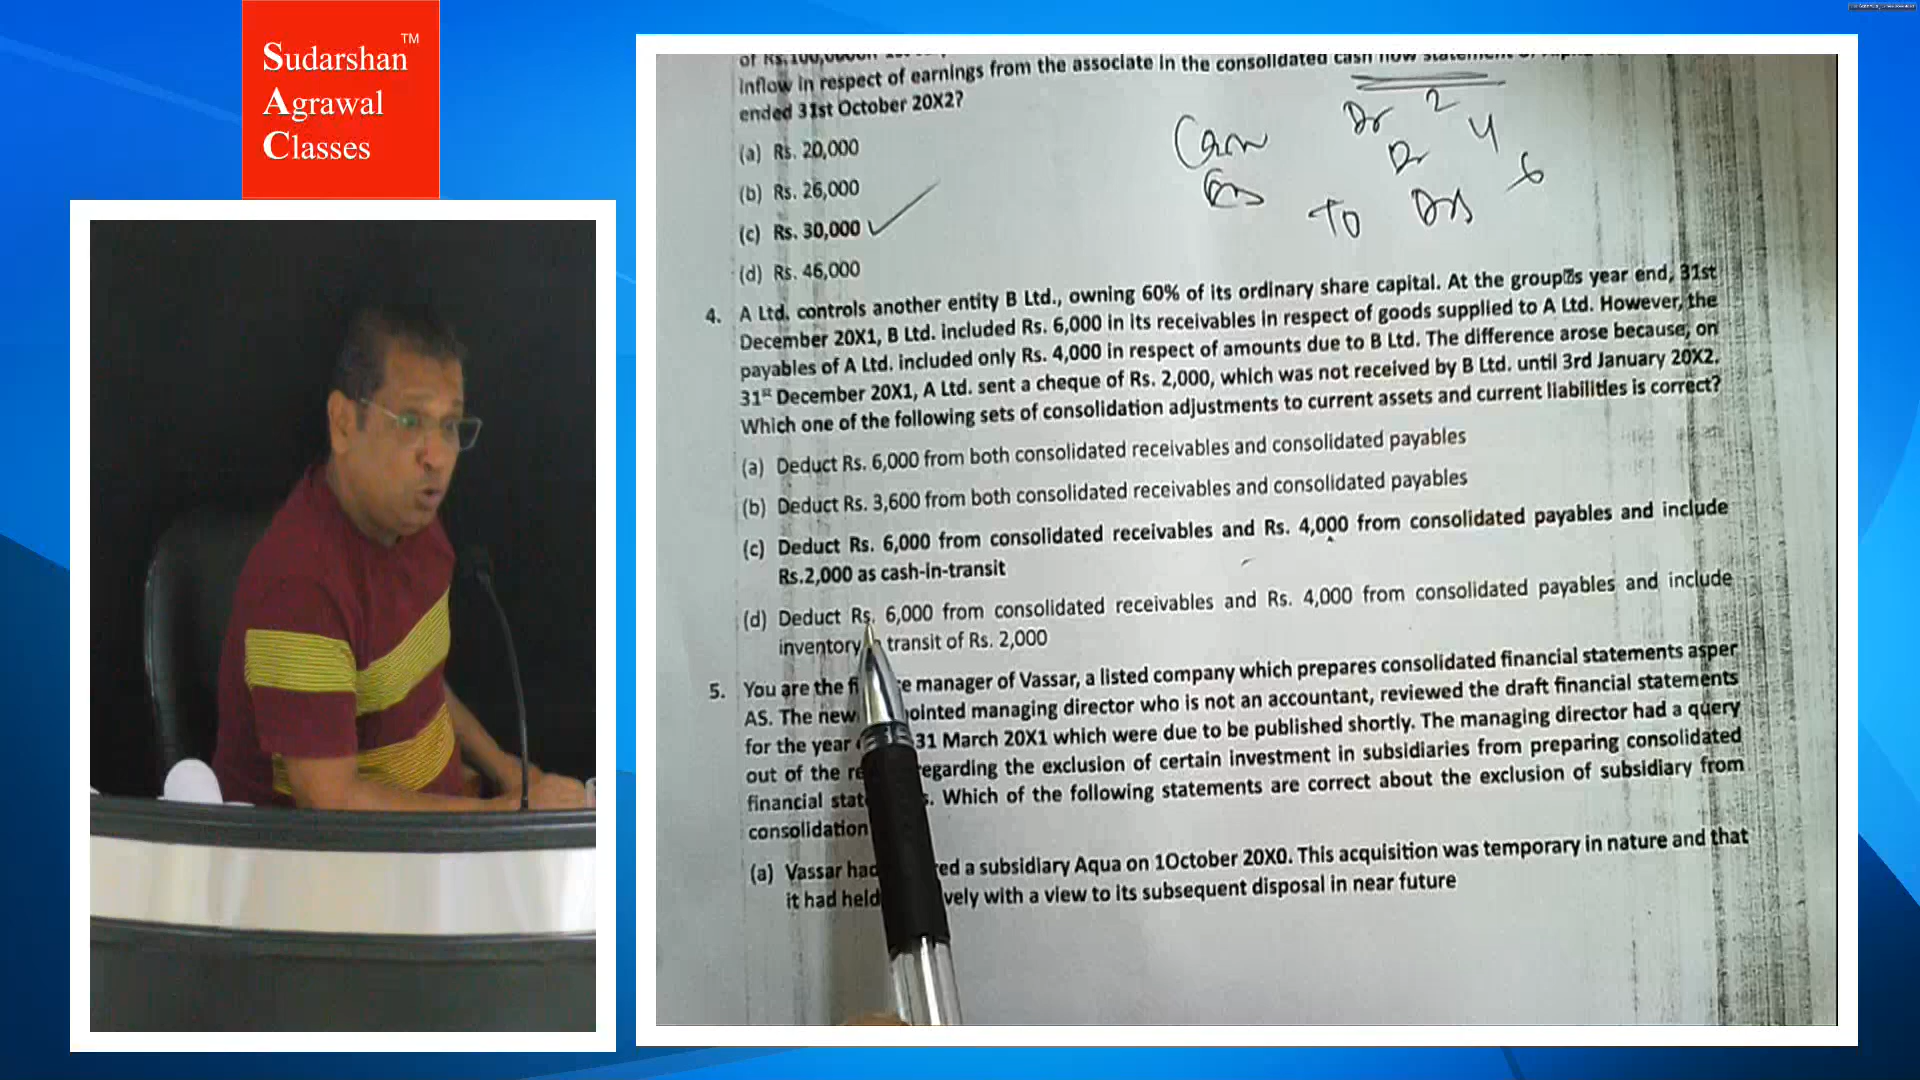 Sudarshan™
Agrawal
Classes
inflow in respect of earnings from the associate in the consolidated cash flow statement
ended 31st October 20X2?
(a) Rs. 20,000
(b) Rs. 26,000
(c) Rs. 30,000
(d) Rs. 46,000
Dr 2
Dr 4
To Drs 6
4. A Ltd. controls another entity B Ltd., owning 60% of its ordinary share capital. At the group⍰s year end, 31st
December 20X1, B Ltd. included Rs. 6,000 in its receivables in respect of goods supplied to A Ltd. However, the
payables of A Ltd. included only Rs. 4,000 in respect of amounts due to B Ltd. The difference arose because, on
31st December 20X1, A Ltd. sent a cheque of Rs. 2,000, which was not received by B Ltd. until 3rd January 20X2.
Which one of the following sets of consolidation adjustments to current assets and current liabilities is correct?
(a) Deduct Rs. 6,000 from both consolidated receivables and consolidated payables
(b) Deduct Rs. 3,600 from both consolidated receivables and consolidated payables
(c) Deduct Rs. 6,000 from consolidated receivables and Rs. 4,000 from consolidated payables and include
Rs.2,000 as cash-in-transit
(d) Deduct Rs. 6,000 from consolidated receivables and Rs. 4,000 from consolidated payables and include
inventory transit of Rs. 2,000
5. You are the manager of Vassar, a listed company which prepares consolidated financial statements asper
AS. The managing director who is not an accountant, reviewed the draft financial statements
for the year 31 March 20X1 which were due to be published shortly. The managing director had a query
out of the regarding the exclusion of certain investment in subsidiaries from preparing consolidated
financial Which of the following statements are correct about the exclusion of subsidiary from
consolidation
(a) Vassar had a subsidiary Aqua on 1October 20X0. This acquisition was temporary in nature and that
it had held with a view to its subsequent disposal in near future